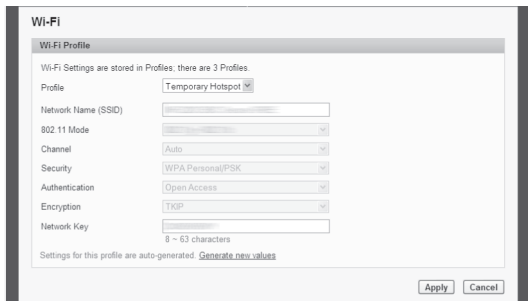 Wi-Fi
Wi-Fi Profile
Wi-Fi Settings are stored in Profiles; there are 3 Profiles.
Profile Temporary Hotspot
Network Name (SSID)
802.11 Mode
Channel Auto
Security WPA Personal/PSK
Authentication Open Access
Encryption TKIP
Network Key
8 ~ 63 characters
Settings for this profile are auto-generated. Generate new values
Apply Cancel